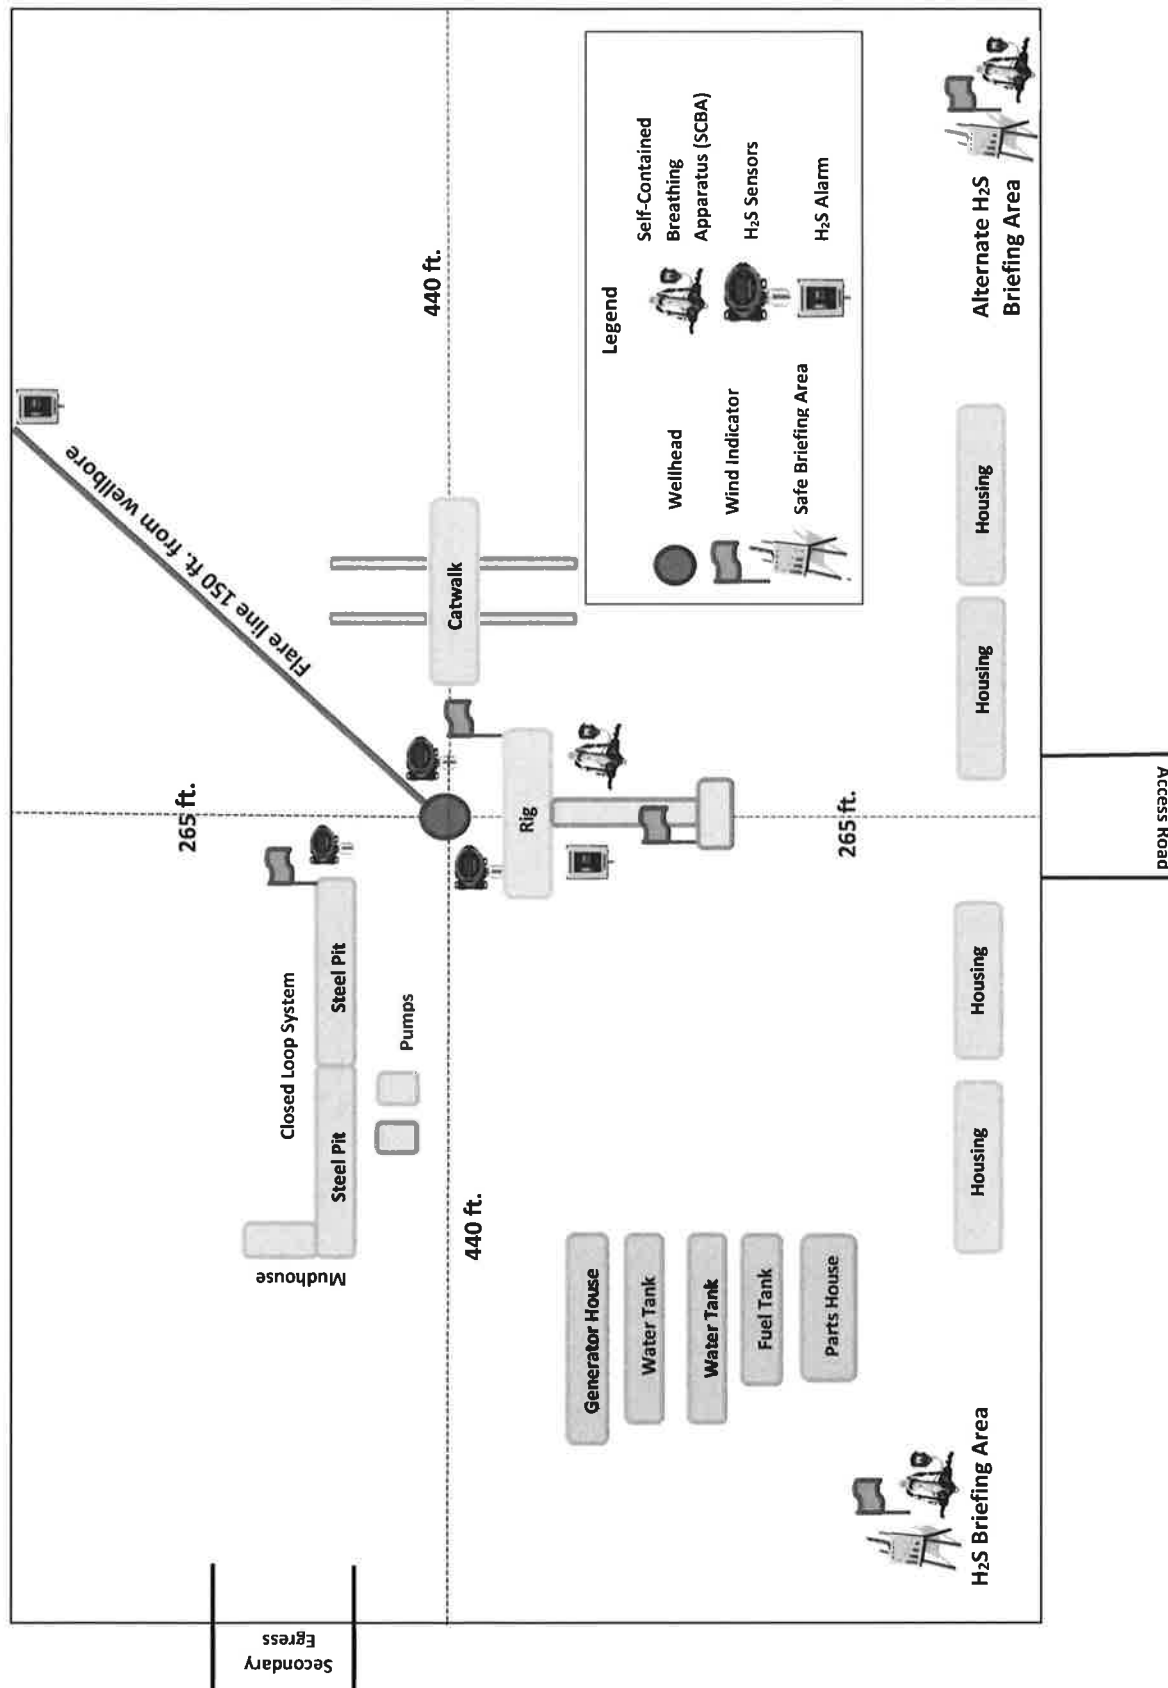 Secondary
Egress
Mudhouse
Closed Loop System
Steel Pit
Steel Pit
Pumps
265 ft.
Flare line 150 ft. from wellbore
440 ft.
440 ft.
Catwalk
Rig
Generator House
Water Tank
Water Tank
Fuel Tank
Parts House
265 ft.
Legend
Wellhead
Wind Indicator
Safe Briefing Area
Self-Contained
Breathing
Apparatus (SCBA)
H₂S Sensors
H₂S Alarm
H₂S Briefing Area
Housing
Housing
Housing
Housing
Alternate H₂S
Briefing Area
Access Road